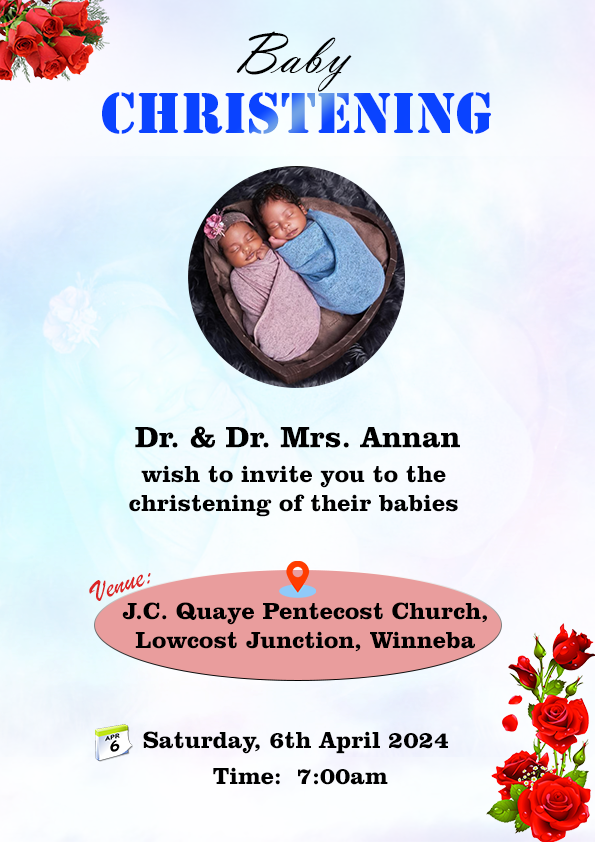 Baby
CHRISTENING
Dr. & Dr. Mrs. Annan
wish to invite you to the
christening of their babies
Venue:
J.C. Quaye Pentecost Church,
Lowcost Junction, Winneba
APR
6
Saturday, 6th April 2024
Time: 7:00am